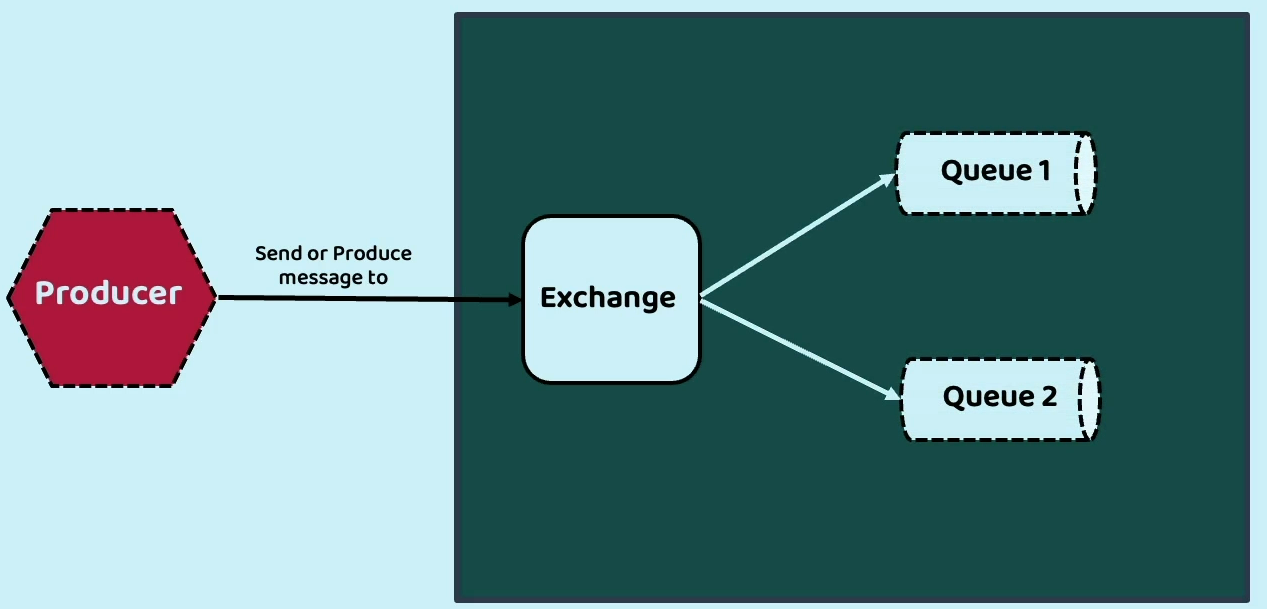 Producer
Send or Produce
message to
Exchange
Queue 1
Queue 2